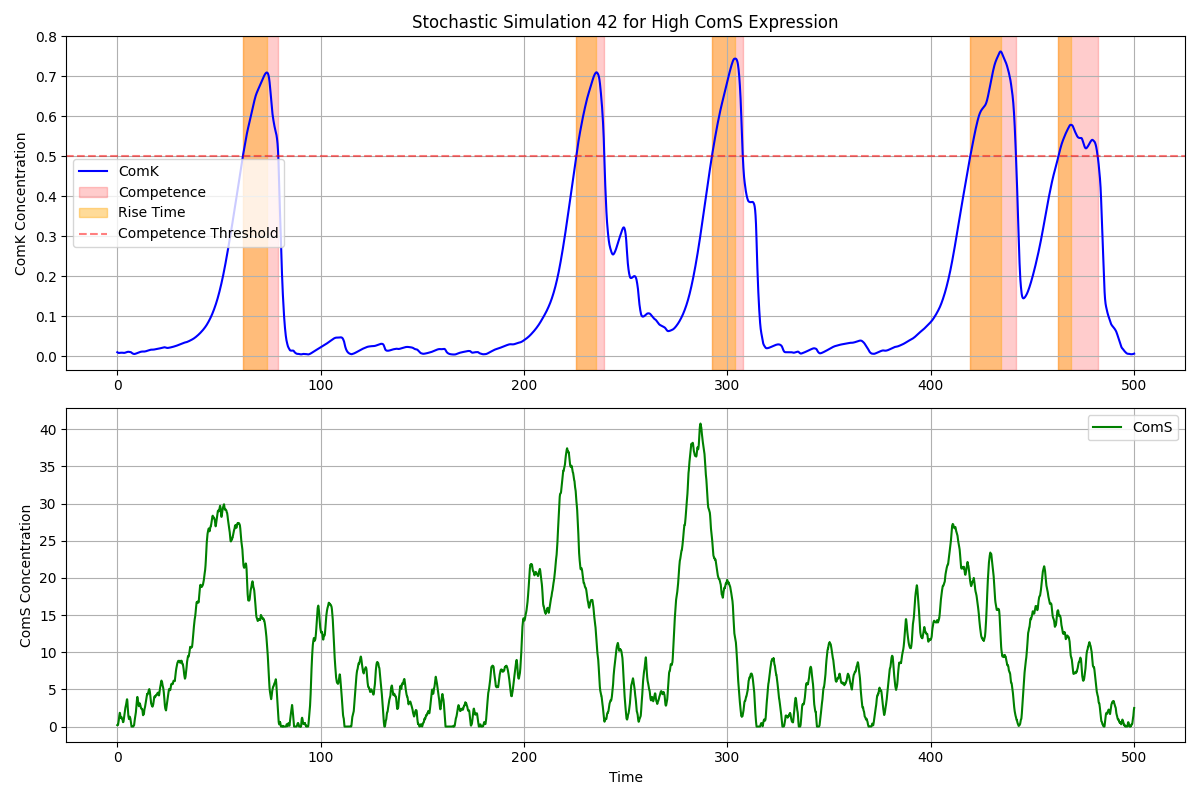 Stochastic Simulation 42 for High ComS Expression
ComK Concentration
0.8
0.7
0.6
0.5
0.4
0.3
0.2
0.1
0.0
ComK
Competence
Rise Time
Competence Threshold
0 100 200 300 400 500
ComS Concentration
40
35
30
25
20
15
10
5
0
ComS
0 100 200 300 400 500
Time